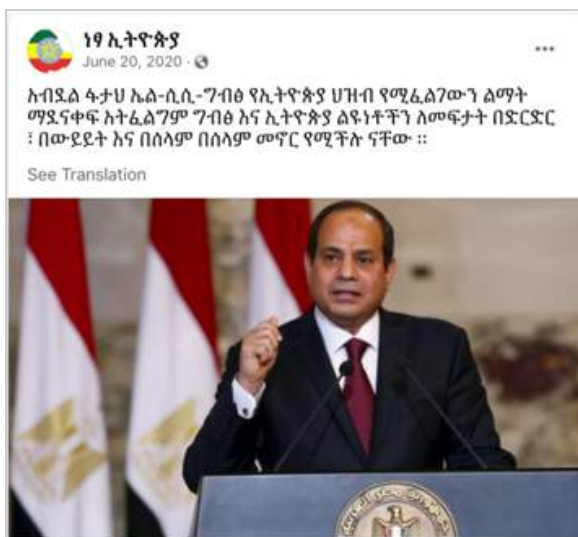 ነፃ ኢትዮጵያ
June 20, 2020
አብደል ፋታህ ኤል-ሲሲ-ግብፅ የኢትዮጵያ ህዝብ የሚፈልገውን ልማት
ማደናቀፍ አትፈልግም ግብፅ እና ኢትዮጵያ ልዩነቶችን ለመፍታት በድርድር
፣ በውይይት እና በሰላም በሰላም መኖር የሚችሉ ናቸው ።
See Translation